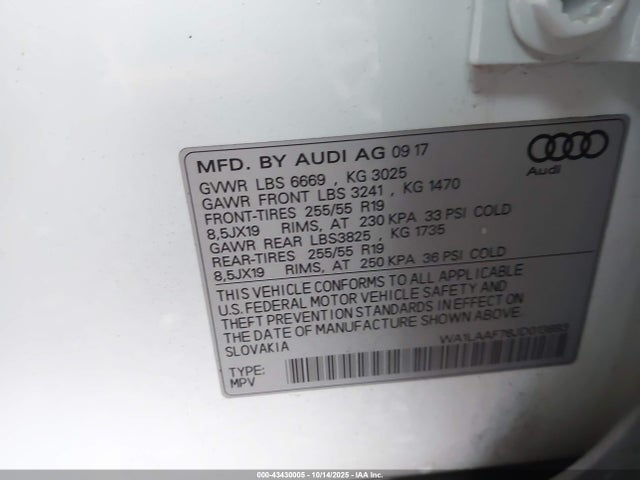 MFD. BY AUDI AG 09 17
GVWR LBS 6669 , KG 3025
GAWR FRONT LBS 3241 , KG 1470
FRONT-TIRES 255/55 R19
8,5JX19 RIMS, AT 230 KPA 33 PSI COLD
GAWR REAR LBS3825 , KG 1735
REAR-TIRES 255/55 R19
8,5JX19 RIMS, AT 250 KPA 36 PSI COLD
THIS VEHICLE CONFORMS TO ALL APPLICABLE
U.S. FEDERAL MOTOR VEHICLE SAFETY AND
THEFT PREVENTION STANDARDS IN EFFECT ON
THE DATE OF MANUFACTURE SHOWN ABOVE.
SLOVAKIA
TYPE:
MPV
Audi
000-43430005 - 10/14/2025 - IAA Inc.